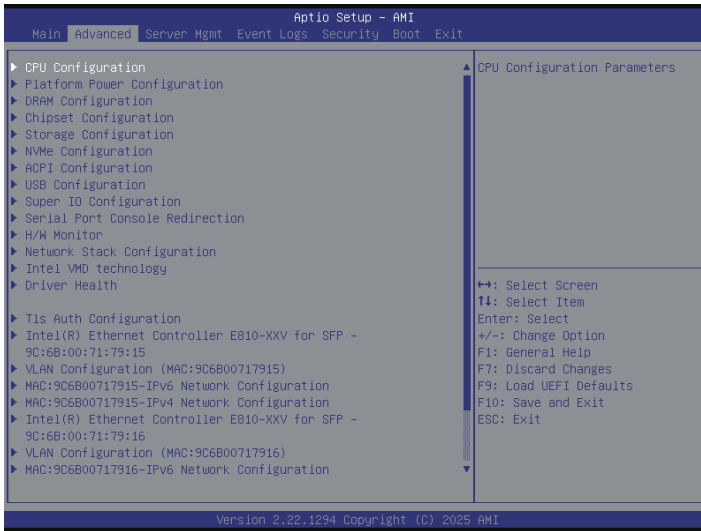 Aptio Setup – AMI
Main Advanced Server Mgmt Event Logs Security Boot Exit
CPU Configuration
Platform Power Configuration
DRAM Configuration
Chipset Configuration
Storage Configuration
NVMe Configuration
ACPI Configuration
USB Configuration
Super IO Configuration
Serial Port Console Redirection
H/W Monitor
Network Stack Configuration
Intel VMD technology
Driver Health
Tls Auth Configuration
Intel(R) Ethernet Controller E810-XXV for SFP –
9C:6B:00:71:79:15
VLAN Configuration (MAC:9C6B00717915)
MAC:9C6B00717915-IPv6 Network Configuration
MAC:9C6B00717915-IPv4 Network Configuration
Intel(R) Ethernet Controller E810-XXV for SFP –
9C:6B:00:71:79:16
VLAN Configuration (MAC:9C6B00717916)
MAC:9C6B00717916-IPv6 Network Configuration
CPU Configuration Parameters
↔: Select Screen
↑↓: Select Item
Enter: Select
+/-: Change Option
F1: General Help
F7: Discard Changes
F9: Load UEFI Defaults
F10: Save and Exit
ESC: Exit
Version 2.22.1294 Copyright (C) 2025 AMI